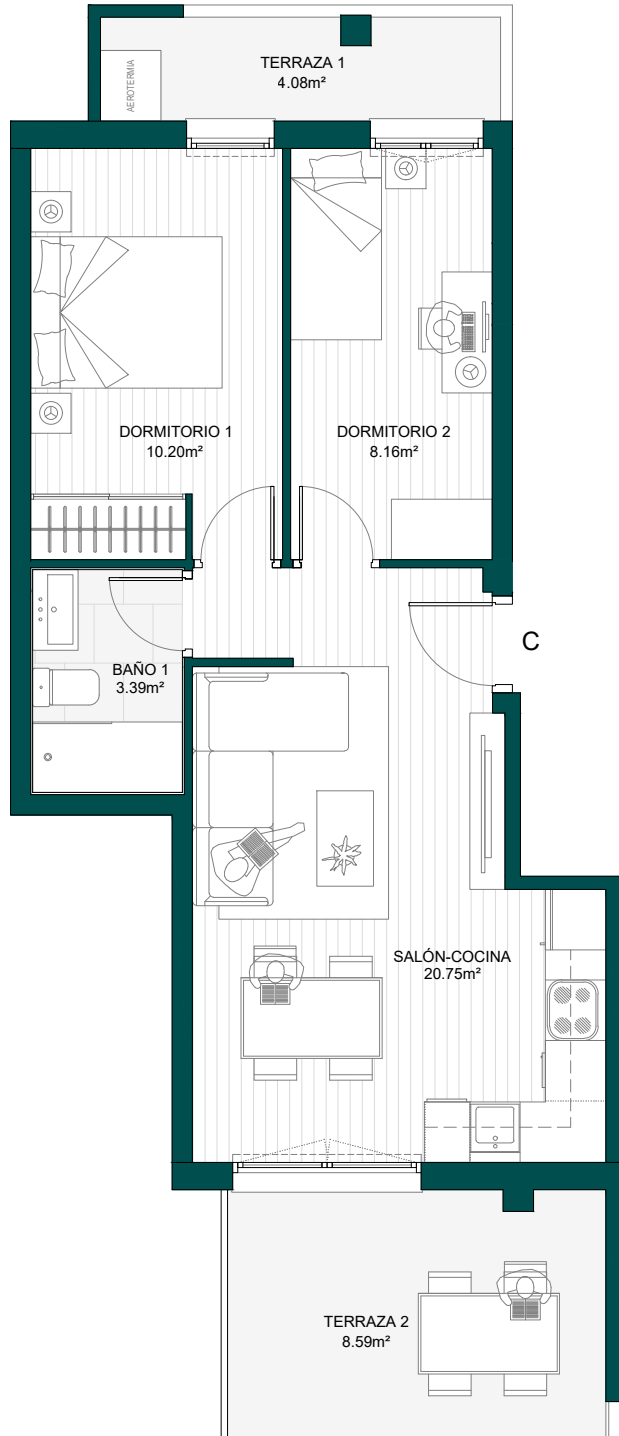 TERRAZA 1
4.08m²
AEROTERMIA
DORMITORIO 1
10.20m²
DORMITORIO 2
8.16m²
C
BAÑO 1
3.39m²
SALÓN-COCINA
20.75m²
TERRAZA 2
8.59m²